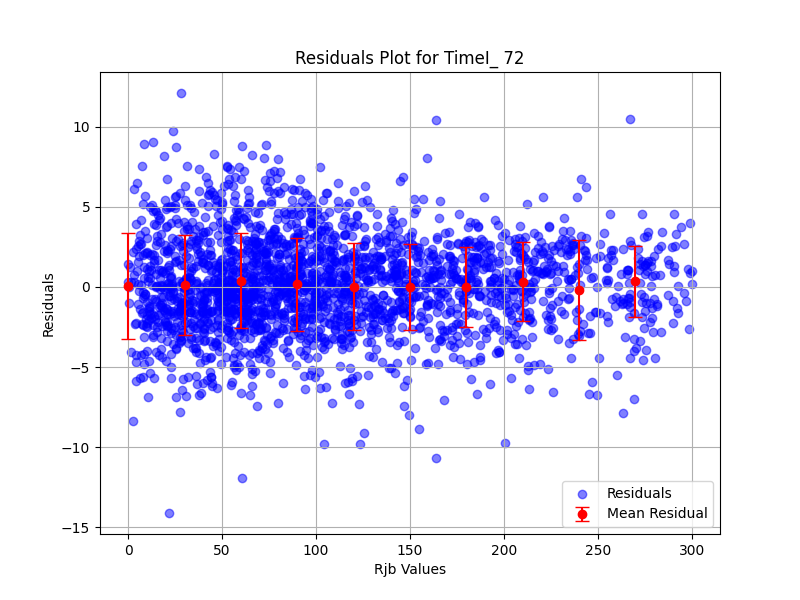 Residuals Plot for TimeI_ 72
Residuals
10
5
0
−5
−10
−15
0 50 100 150 200 250 300
Rjb Values
Residuals
Mean Residual